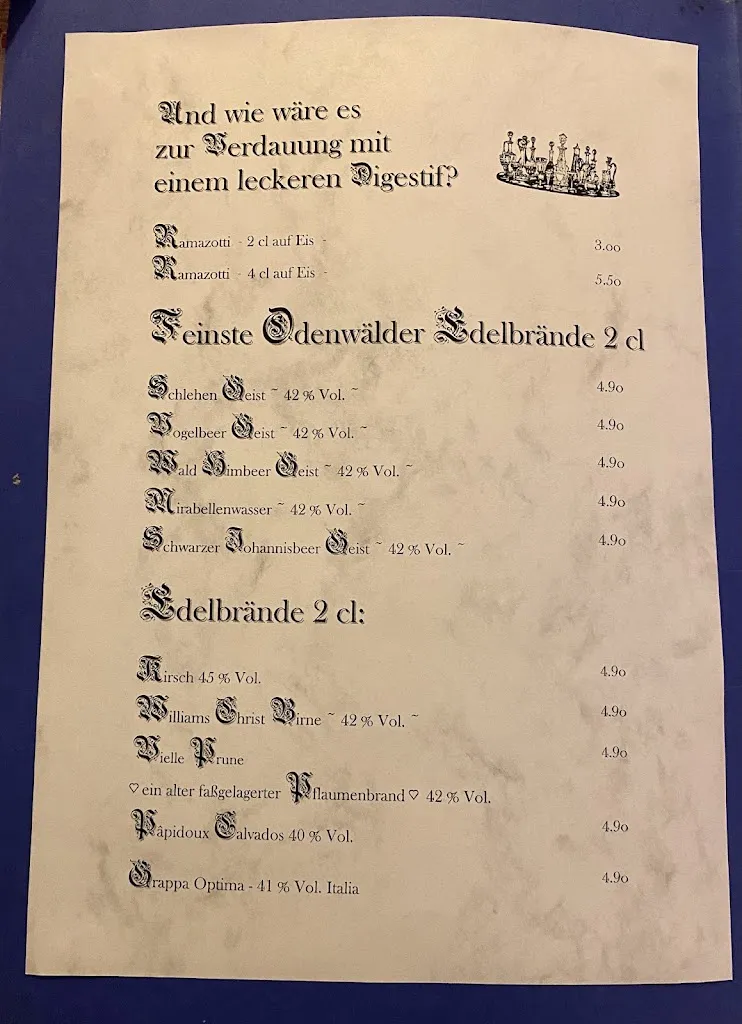 Und wie wäre es
zur Verdauung mit
einem leckeren Digestif?
Ramazotti - 2 cl auf Eis - 3.00
Ramazotti - 4 cl auf Eis - 5.50
Feinste Odenwälder Edelbrände 2 cl
Schlehen Geist ~ 42 % Vol. ~ 4.90
Vogelbeer Geist ~ 42 % Vol. ~ 4.90
Wald Himbeer Geist ~ 42 % Vol. ~ 4.90
Mirabellenwasser ~ 42 % Vol. ~ 4.90
Schwarzer Johannisbeer Geist ~ 42 % Vol. ~ 4.90
Edelbrände 2 cl:
Kirsch 45 % Vol. 4.90
Williams Christ Birne ~ 42 % Vol. ~ 4.90
Vielle Prune 4.90
♡ ein alter faßgelagerter Pflaumenbrand ♡ 42 % Vol.
Pâpidoux Calvados 40 % Vol. 4.90
Grappa Optima - 41 % Vol. Italia 4.90